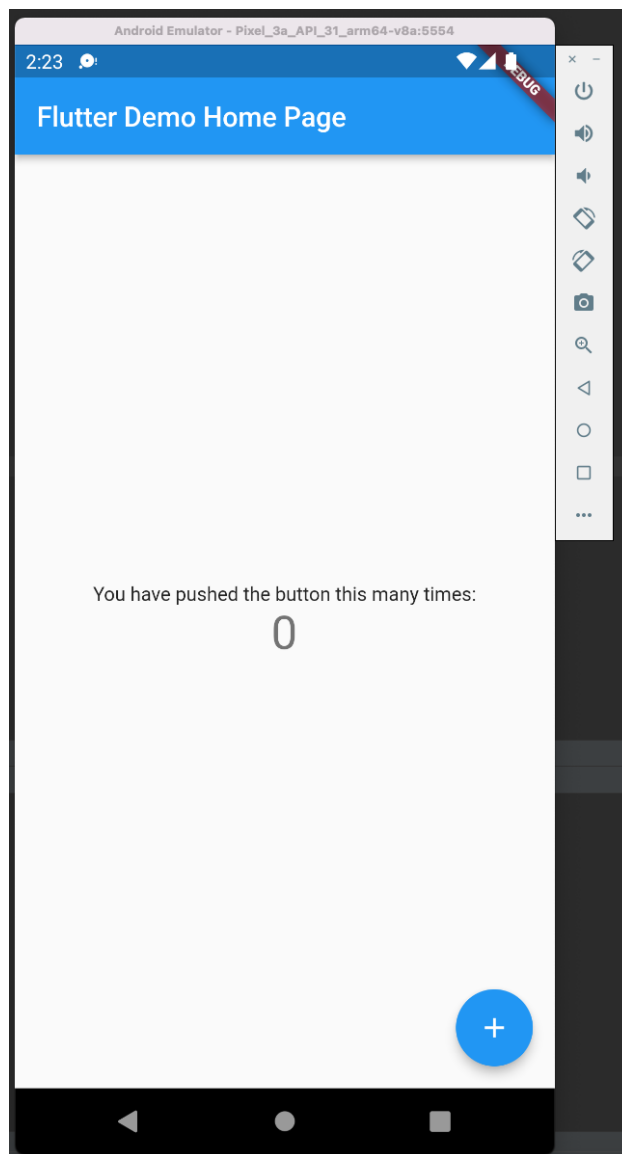 Android Emulator - Pixel_3a_API_31_arm64-v8a:5554
2:23
DEBUG
Flutter Demo Home Page
You have pushed the button this many times:
0